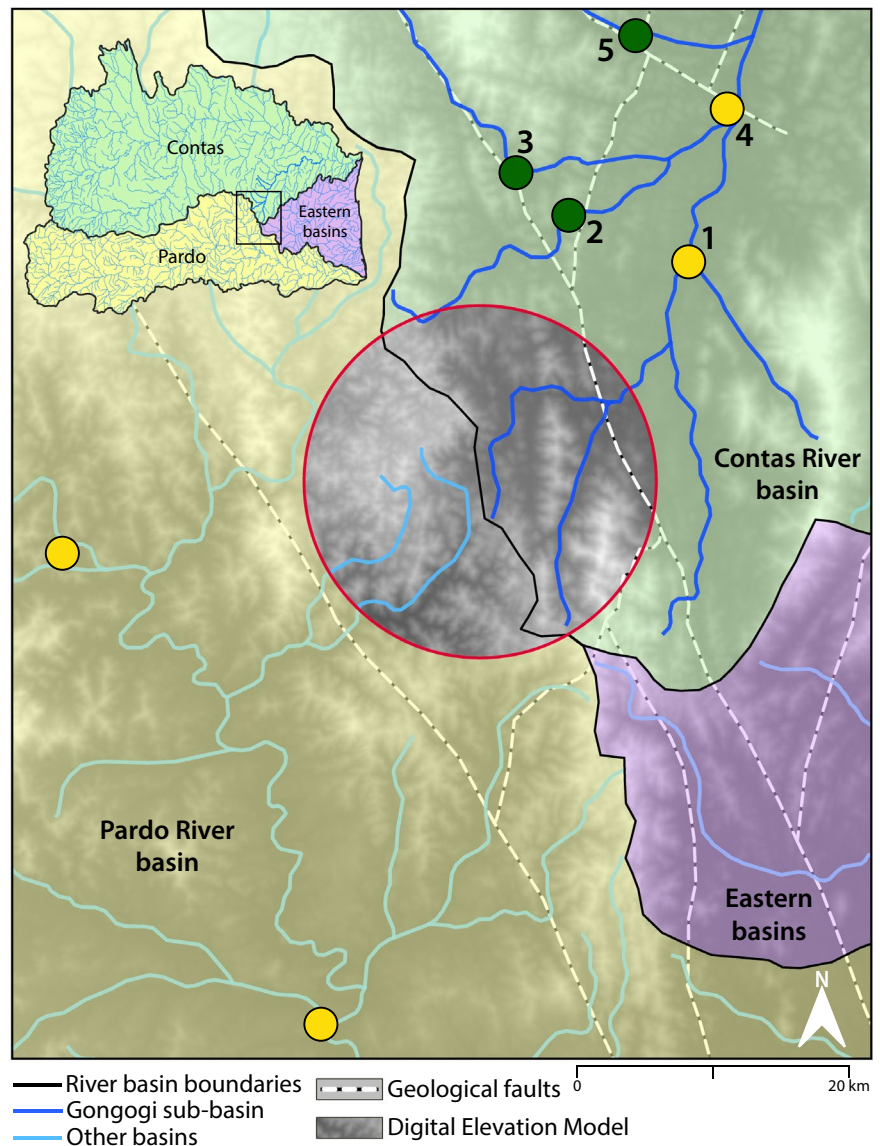 5
4
3
2
1
Contas
Eastern
basins
Pardo
Contas River
basin
Pardo River
basin
Eastern
basins
N
River basin boundaries
Gongogi sub-basin
Other basins
Geological faults
Digital Elevation Model
0
20 km